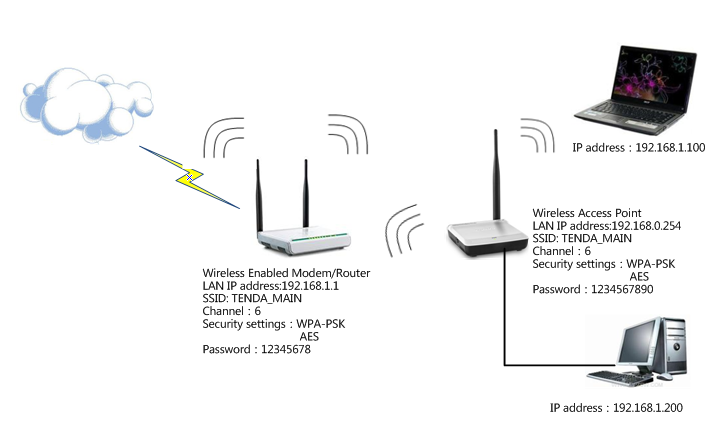 IP address : 192.168.1.100
Wireless Access Point
LAN IP address:192.168.0.254
SSID: TENDA_MAIN
Channel : 6
Security settings : WPA-PSK
AES
Password : 1234567890
Wireless Enabled Modem/Router
LAN IP address:192.168.1.1
SSID: TENDA_MAIN
Channel : 6
Security settings : WPA-PSK
AES
Password : 12345678
IP address : 192.168.1.200